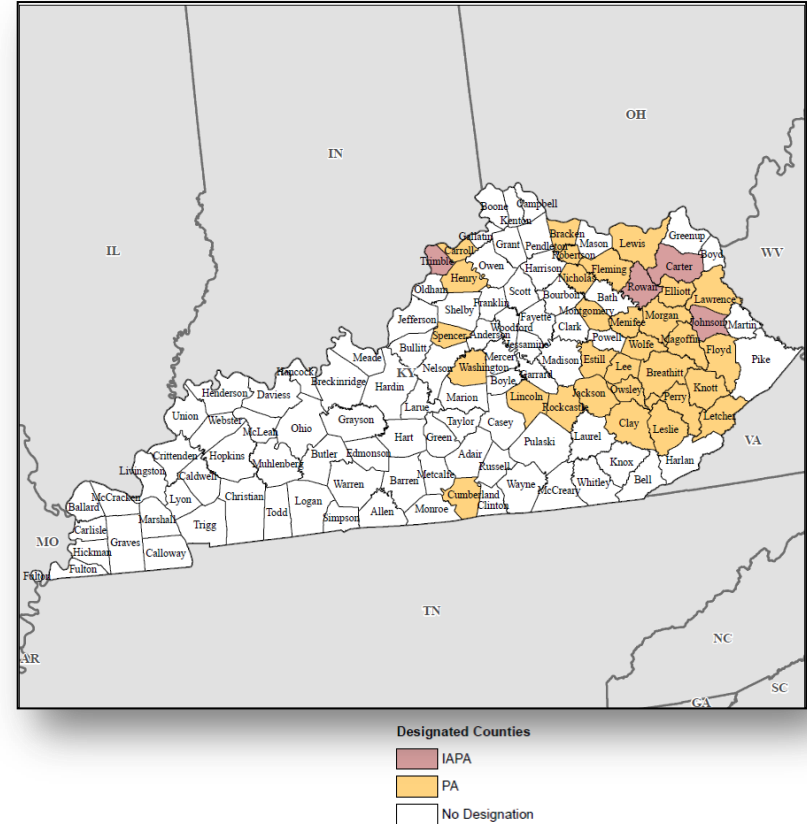 OH
IN
IL
WV
Boone
Campbell
Kenton
Gallatin
Carroll
Grant
Pendleton
Bracken
Robertson
Mason
Lewis
Greenup
Boyd
Trimble
Owen
Henry
Harrison
Nicholas
Fleming
Carter
Rowan
Elliott
Lawrence
Oldham
Scott
Bourbon
Bath
Shelby
Franklin
Fayette
Montgomery
Menifee
Morgan
Johnson
Martin
Jefferson
Spencer
Anderson
Woodford
Clark
Powell
Wolfe
Magoffin
Floyd
Pike
Bullitt
Jessamine
Mercer
Madison
Estill
Lee
Breathitt
Meade
KY
Nelson
Washington
Boyle
Garrard
Hancock
Breckinridge
Hardin
Marion
Lincoln
Jackson
Owsley
Perry
Knott
Henderson
Daviess
Larue
Rockcastle
Letcher
Union
Webster
McLean
Ohio
Grayson
Taylor
Casey
Clay
Leslie
Hart
Green
Pulaski
Laurel
VA
Crittenden
Hopkins
Muhlenberg
Butler
Edmonson
Adair
Knox
Harlan
Livingston
Caldwell
Warren
Barren
Metcalfe
Russell
Wayne
McCreary
Whitley
Bell
McCracken
Ballard
Lyon
Christian
Todd
Logan
Cumberland
Clinton
Carlisle
Marshall
Trigg
Simpson
Allen
Monroe
MO
Hickman
Graves
Calloway
Fulton
Fulton
TN
AR
NC
SC
GA
Designated Counties
IAPA
PA
No Designation